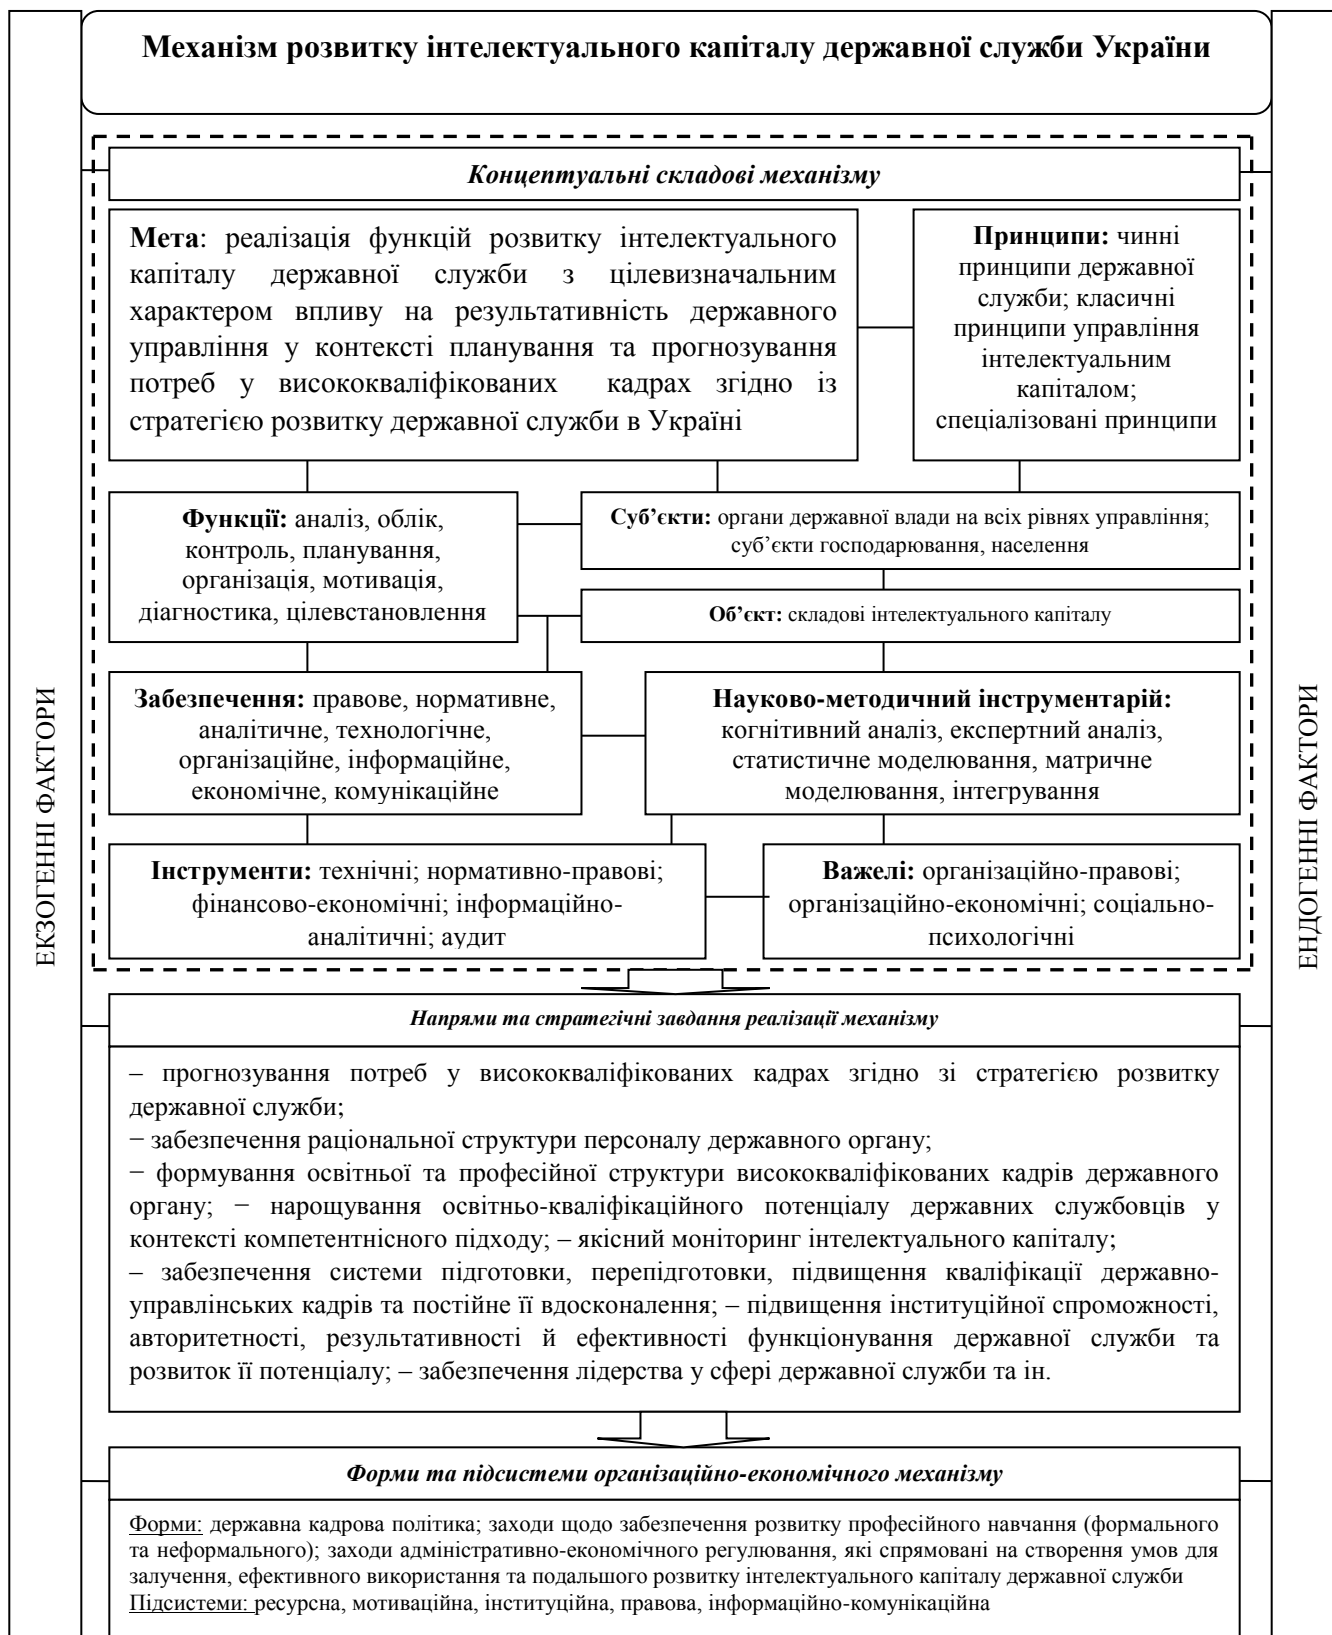 Механізм розвитку інтелектуального капіталу державної служби України
ЕКЗОГЕННІ ФАКТОРИ
Концептуальні складові механізму
Мета: реалізація функцій розвитку інтелектуального
капіталу державної служби з цілевизначальним
характером впливу на результативність державного
управління у контексті планування та прогнозування
потреб у висококваліфікованих кадрах згідно із
стратегією розвитку державної служби в Україні
Принципи: чинні
принципи державної
служби; класичні
принципи управління
інтелектуальним
капіталом;
спеціалізовані принципи
Функції: аналіз, облік,
контроль, планування,
організація, мотивація,
діагностика, цілевстановлення
Суб’єкти: органи державної влади на всіх рівнях управління;
суб’єкти господарювання, населення
Об’єкт: складові інтелектуального капіталу
Забезпечення: правове, нормативне,
аналітичне, технологічне,
організаційне, інформаційне,
економічне, комунікаційне
Науково-методичний інструментарій:
когнітивний аналіз, експертний аналіз,
статистичне моделювання, матричне
моделювання, інтегрування
Інструменти: технічні; нормативно-правові;
фінансово-економічні; інформаційно-
аналітичні; аудит
Важелі: організаційно-правові;
організаційно-економічні; соціально-
психологічні
ЕНДОГЕННІ ФАКТОРИ
Напрями та стратегічні завдання реалізації механізму
– прогнозування потреб у висококваліфікованих кадрах згідно зі стратегією розвитку
державної служби;
− забезпечення раціональної структури персоналу державного органу;
− формування освітньої та професійної структури висококваліфікованих кадрів державного
органу; − нарощування освітньо-кваліфікаційного потенціалу державних службовців у
контексті компетентнісного підходу; – якісний моніторинг інтелектуального капіталу;
– забезпечення системи підготовки, перепідготовки, підвищення кваліфікації державно-
управлінських кадрів та постійне її вдосконалення; – підвищення інституційної спроможності,
авторитетності, результативності й ефективності функціонування державної служби та
розвиток її потенціалу; – забезпечення лідерства у сфері державної служби та ін.
Форми та підсистеми організаційно-економічного механізму
Форми: державна кадрова політика; заходи щодо забезпечення розвитку професійного навчання (формального
та неформального); заходи адміністративно-економічного регулювання, які спрямовані на створення умов для
залучення, ефективного використання та подальшого розвитку інтелектуального капіталу державної служби
Підсистеми: ресурсна, мотиваційна, інституційна, правова, інформаційно-комунікаційна